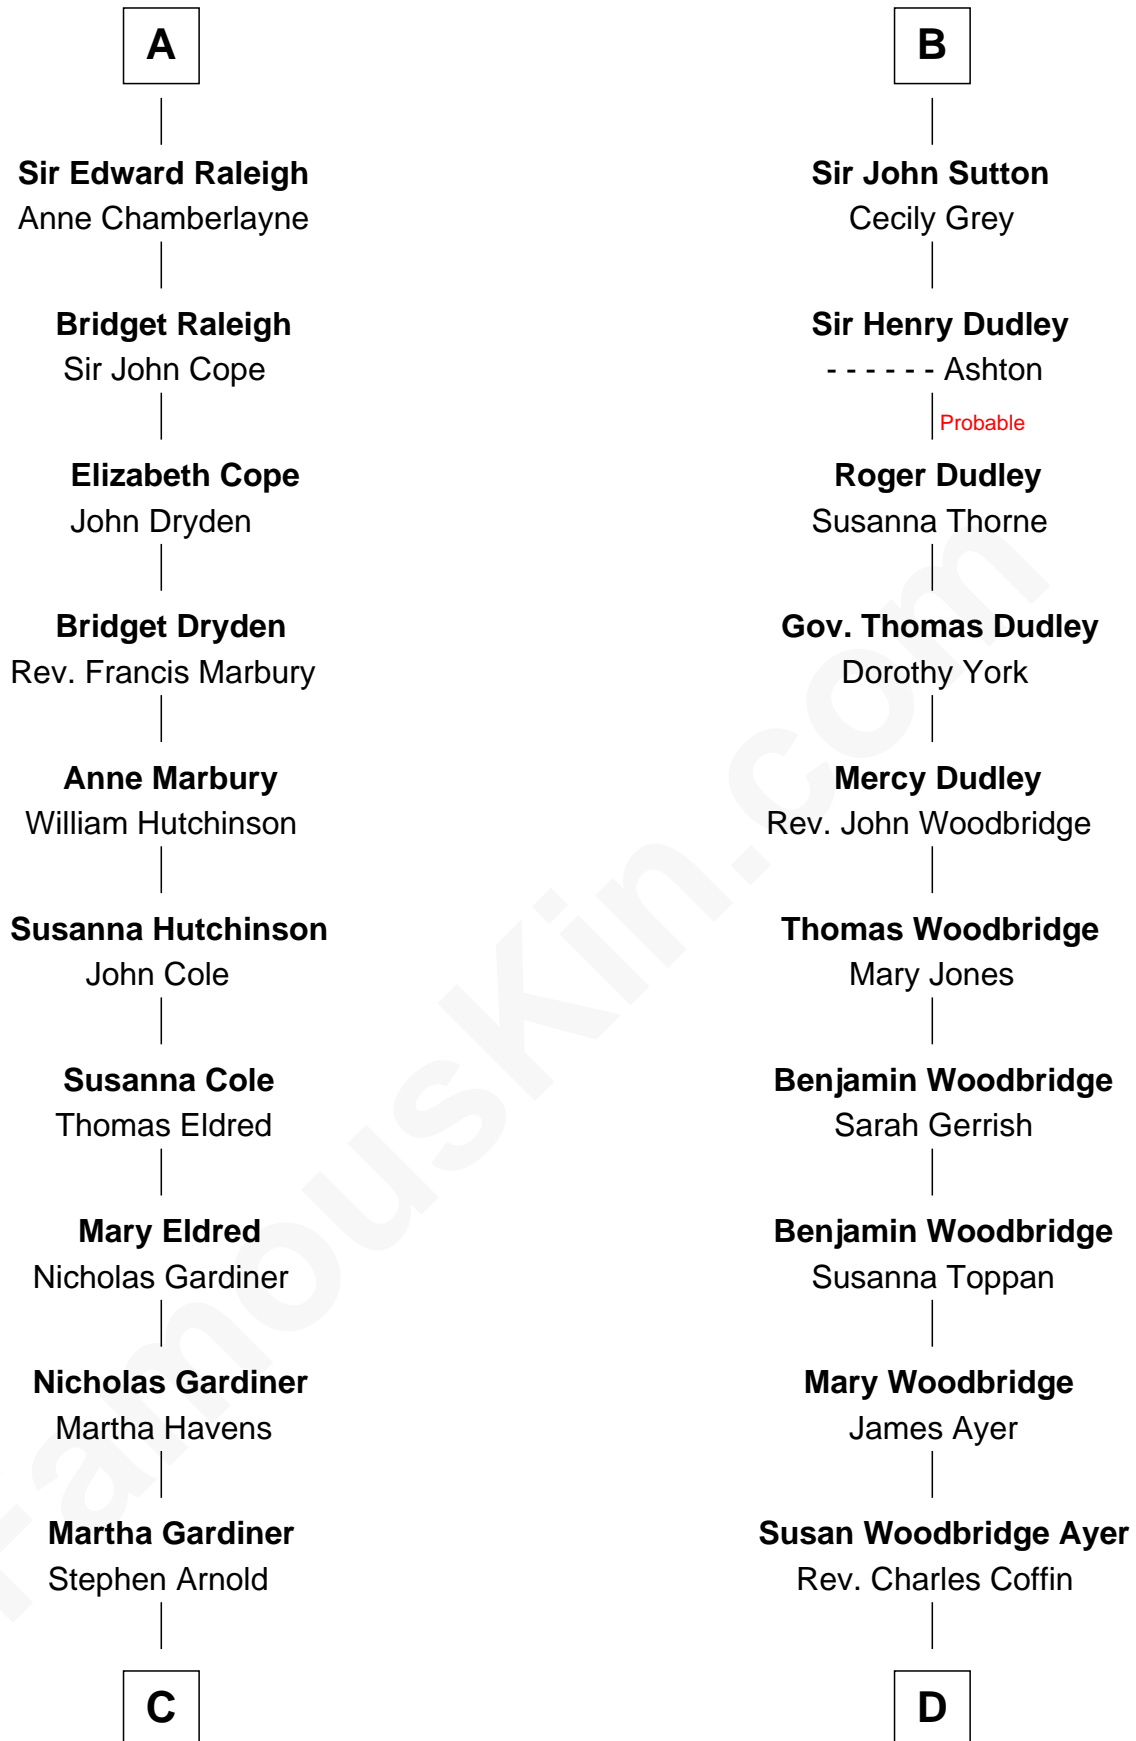 A
Sir Edward Raleigh
Anne Chamberlayne
Bridget Raleigh
Sir John Cope
Elizabeth Cope
John Dryden
Bridget Dryden
Rev. Francis Marbury
Anne Marbury
William Hutchinson
Susanna Hutchinson
John Cole
Susanna Cole
Thomas Eldred
Mary Eldred
Nicholas Gardiner
Nicholas Gardiner
Martha Havens
Martha Gardiner
Stephen Arnold
C
B
Sir John Sutton
Cecily Grey
Sir Henry Dudley
- - - - - - Ashton
Probable
Roger Dudley
Susanna Thorne
Gov. Thomas Dudley
Dorothy York
Mercy Dudley
Rev. John Woodbridge
Thomas Woodbridge
Mary Jones
Benjamin Woodbridge
Sarah Gerrish
Benjamin Woodbridge
Susanna Toppan
Mary Woodbridge
James Ayer
Susan Woodbridge Ayer
Rev. Charles Coffin
D
FamousKin.com